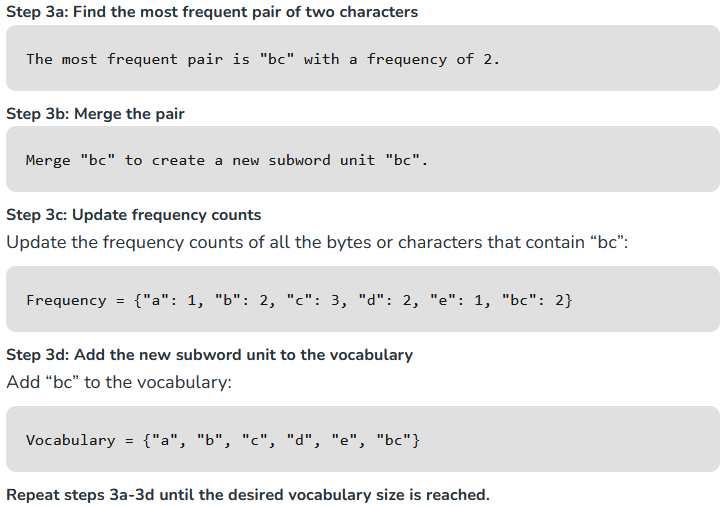 Step 3a: Find the most frequent pair of two characters
The most frequent pair is "bc" with a frequency of 2.
Step 3b: Merge the pair
Merge "bc" to create a new subword unit "bc".
Step 3c: Update frequency counts
Update the frequency counts of all the bytes or characters that contain “bc”:
Frequency = {"a": 1, "b": 2, "c": 3, "d": 2, "e": 1, "bc": 2}
Step 3d: Add the new subword unit to the vocabulary
Add “bc” to the vocabulary:
Vocabulary = {"a", "b", "c", "d", "e", "bc"}
Repeat steps 3a-3d until the desired vocabulary size is reached.